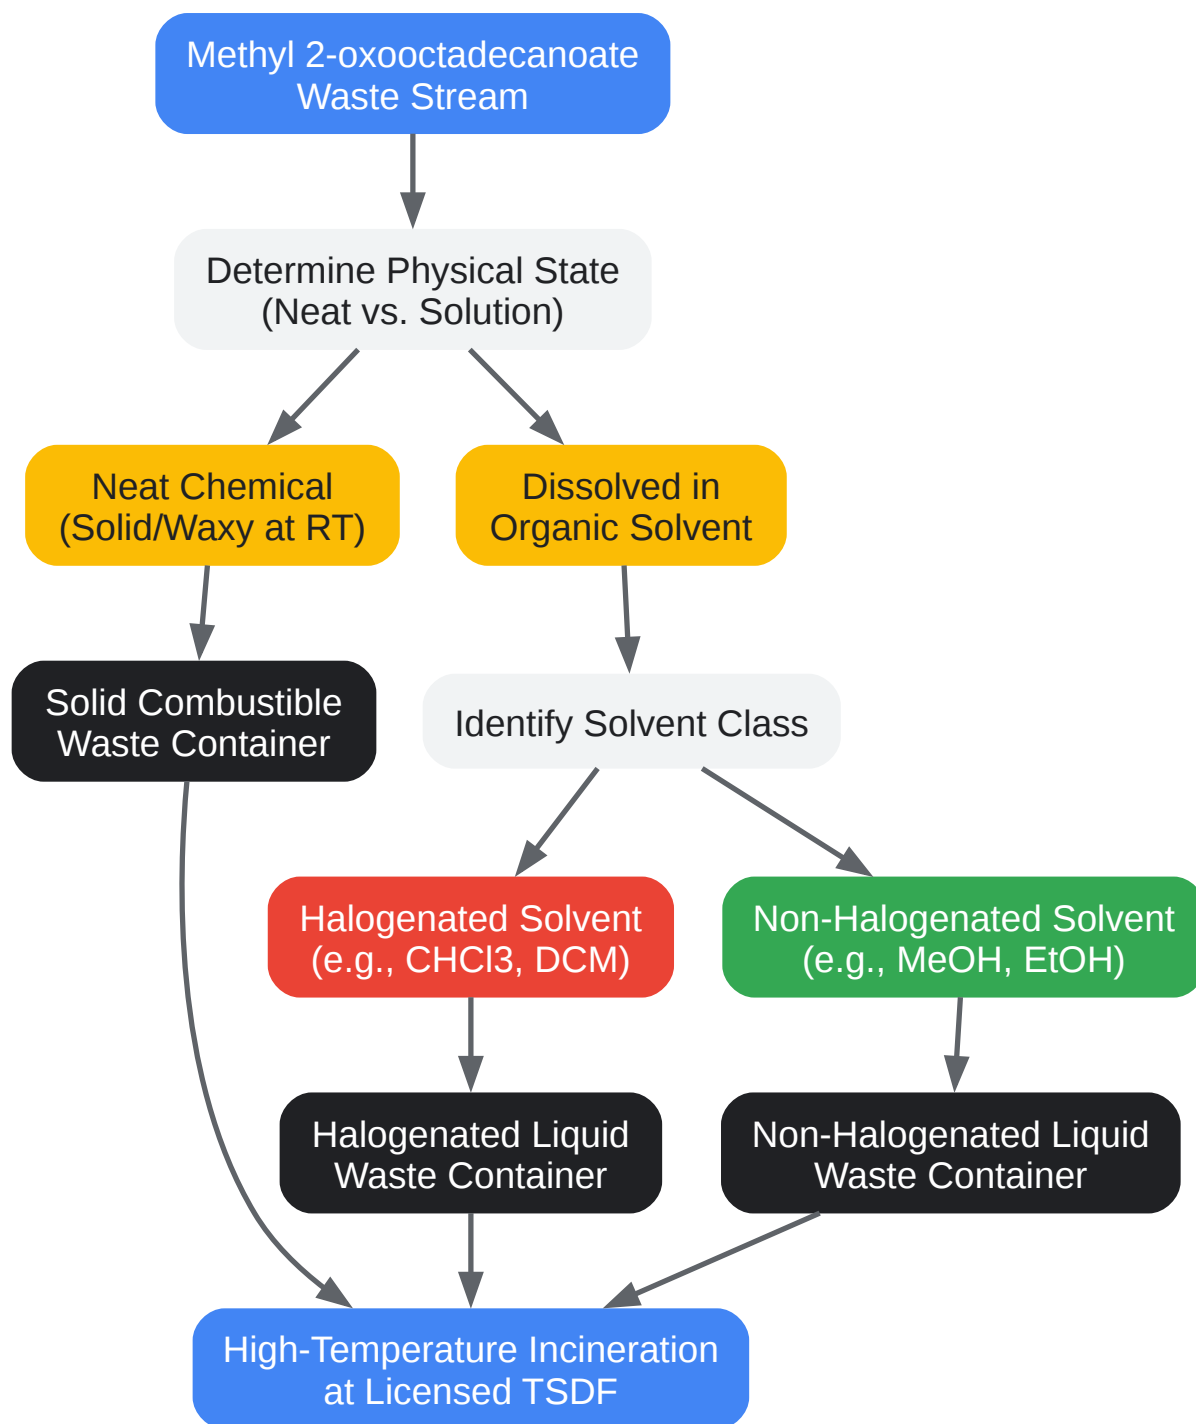 Methyl 2-oxooctadecanoate
Waste Stream
Determine Physical State
(Neat vs. Solution)
Neat Chemical
(Solid/Waxy at RT)
Dissolved in
Organic Solvent
Solid Combustible
Waste Container
Identify Solvent Class
Halogenated Solvent
(e.g., CHCl3, DCM)
Non-Halogenated Solvent
(e.g., MeOH, EtOH)
Halogenated Liquid
Waste Container
Non-Halogenated Liquid
Waste Container
High-Temperature Incineration
at Licensed TSDF